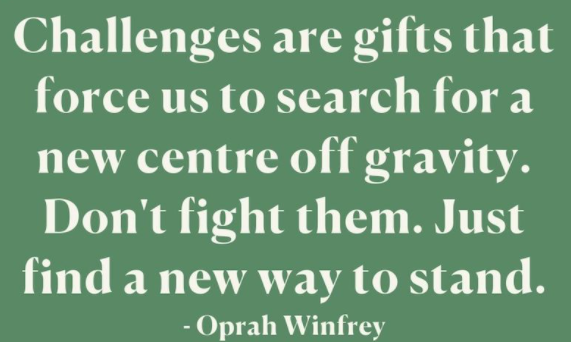 Challenges are gifts that
force us to search for a
new centre off gravity.
Don't fight them. Just
find a new way to stand.
- Oprah Winfrey